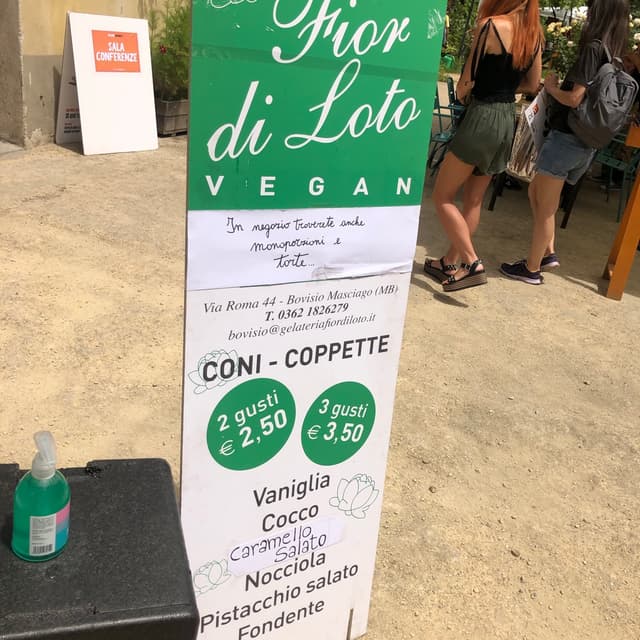 SALA
CONFERENZE
Fior
di Loto
VEGAN
In negozio troverete anche
monoporzioni e
torte...
Via Roma 44 - Bovisio Masciago (MB)
T. 0362 1826279
bovisio@gelateriafiordiloto.it
CONI - COPPETTE
2 gusti
€ 2,50
3 gusti
€ 3,50
Vaniglia
Cocco
Caramello
Salato
Nocciola
Pistacchio salato
Fondente